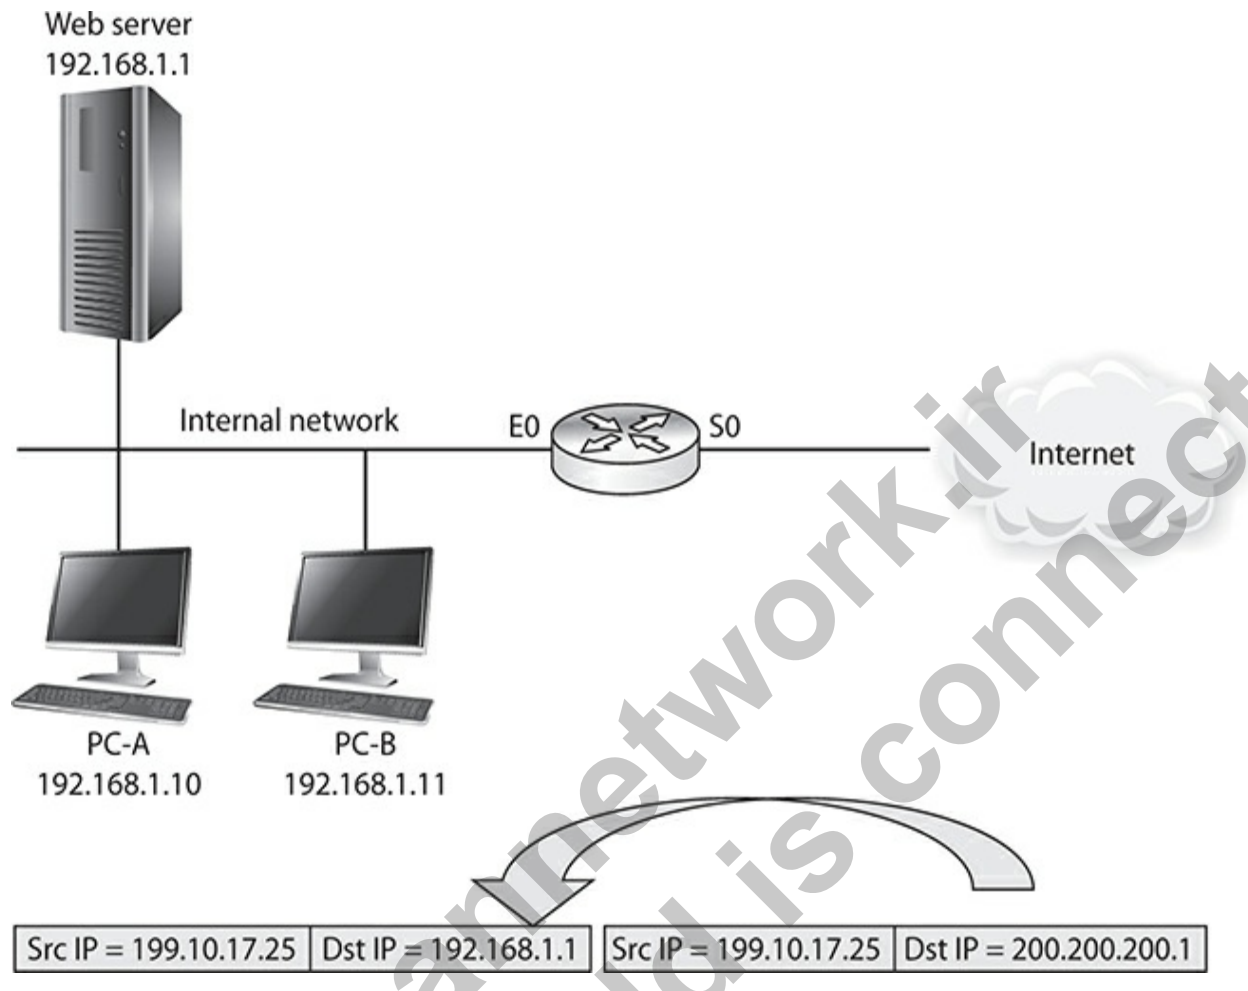 Web server
192.168.1.1
Internal network
E0
S0
Internet
PC-A
192.168.1.10
PC-B
192.168.1.11
Src IP = 199.10.17.25 Dst IP = 192.168.1.1 Src IP = 199.10.17.25 Dst IP = 200.200.200.1
is connect